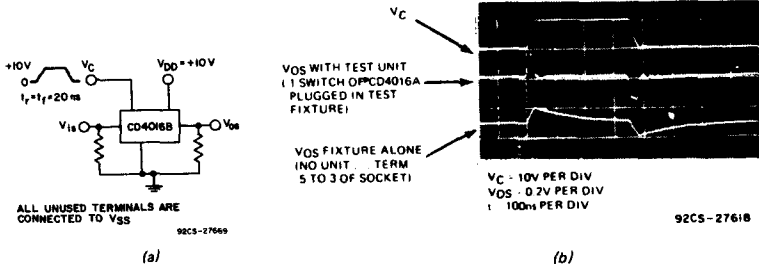 +10V
0
tr=tf=20 ns
VC
VDD=+10V
Vis
CD4016B
Vos
ALL UNUSED TERMINALS ARE
CONNECTED TO VSS
92CS-27669
(a)
VC
VOS WITH TEST UNIT
(1 SWITCH OF CD4016A
PLUGGED IN TEST
FIXTURE)
VOS FIXTURE ALONE
(NO UNIT... TERM
5 TO 3 OF SOCKET)
VC - 10V PER DIV
VOS - 0.2V PER DIV
t 100ns PER DIV
92CS-27618
(b)